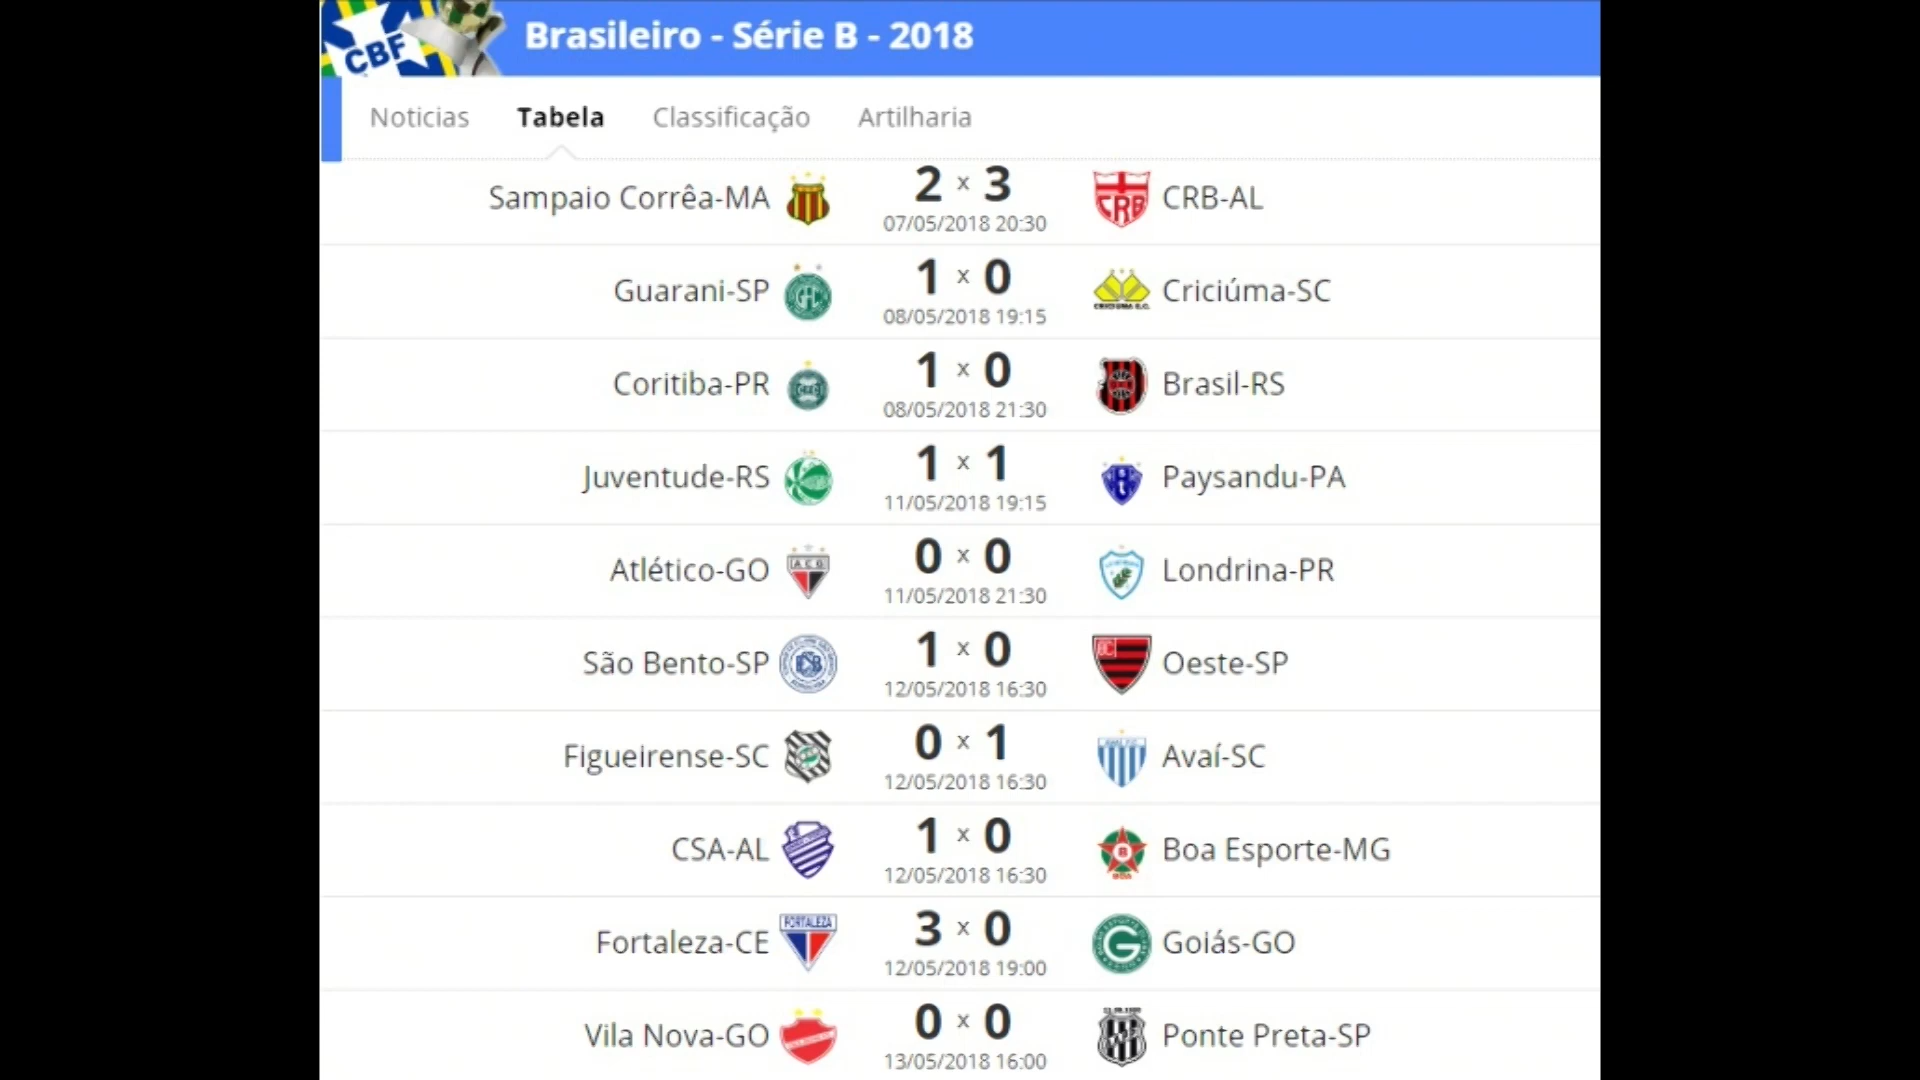 CBF
Brasileiro - Série B - 2018
Noticias Tabela Classificação Artilharia
Sampaio Corrêa-MA 2 x 3 CRB CRB-AL
07/05/2018 20:30
Guarani-SP 1 x 0 Criciúma-SC
08/05/2018 19:15
Coritiba-PR 1 x 0 Brasil-RS
08/05/2018 21:30
Juventude-RS 1 x 1 Paysandu-PA
11/05/2018 19:15
Atlético-GO ACG 0 x 0 Londrina-PR
11/05/2018 21:30
São Bento-SP 1 x 0 Oeste-SP
12/05/2018 16:30
Figueirense-SC 0 x 1 Avaí-SC
12/05/2018 16:30
CSA-AL 1 x 0 Boa Esporte-MG
12/05/2018 16:30
Fortaleza-CE FORTALEZA 3 x 0 G Goiás-GO
12/05/2018 19:00
Vila Nova-GO 0 x 0 Ponte Preta-SP
13/05/2018 16:00